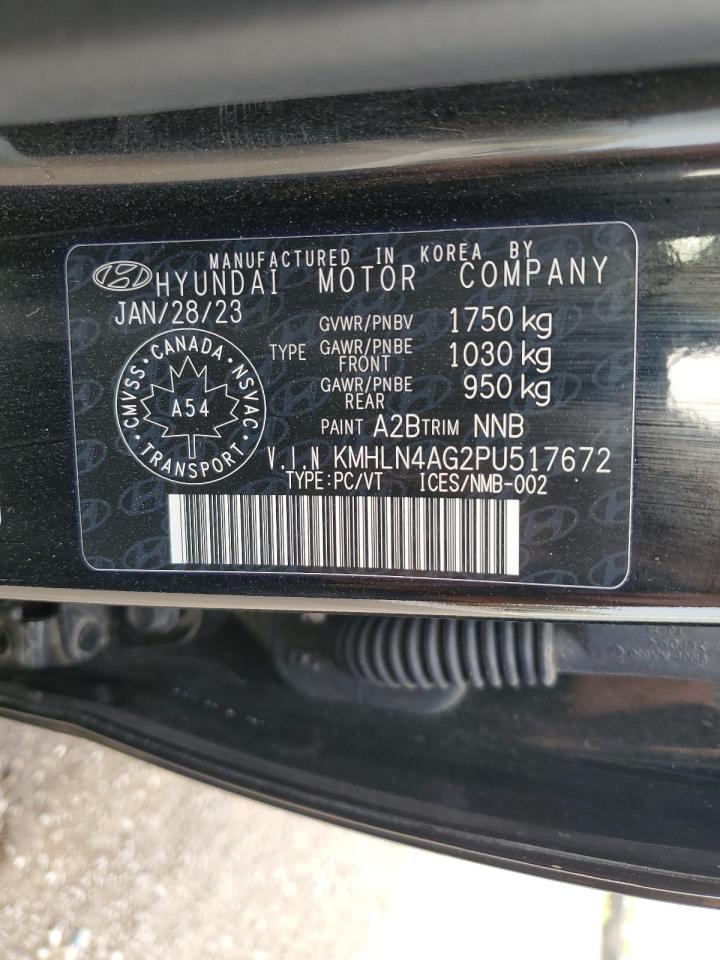 MANUFACTURED IN KOREA BY
HYUNDAI MOTOR COMPANY
JAN/28/23
GVWR/PNBV 1750 kg
TYPE GAWR/PNBE FRONT 1030 kg
GAWR/PNBE REAR 950 kg
PAINT A2B TRIM NNB
CMVSS · CANADA · NSVAC · TRANSPORT ·
A54
V.I.N KMHLN4AG2PU517672
TYPE:PC/VT ICES/NMB-002